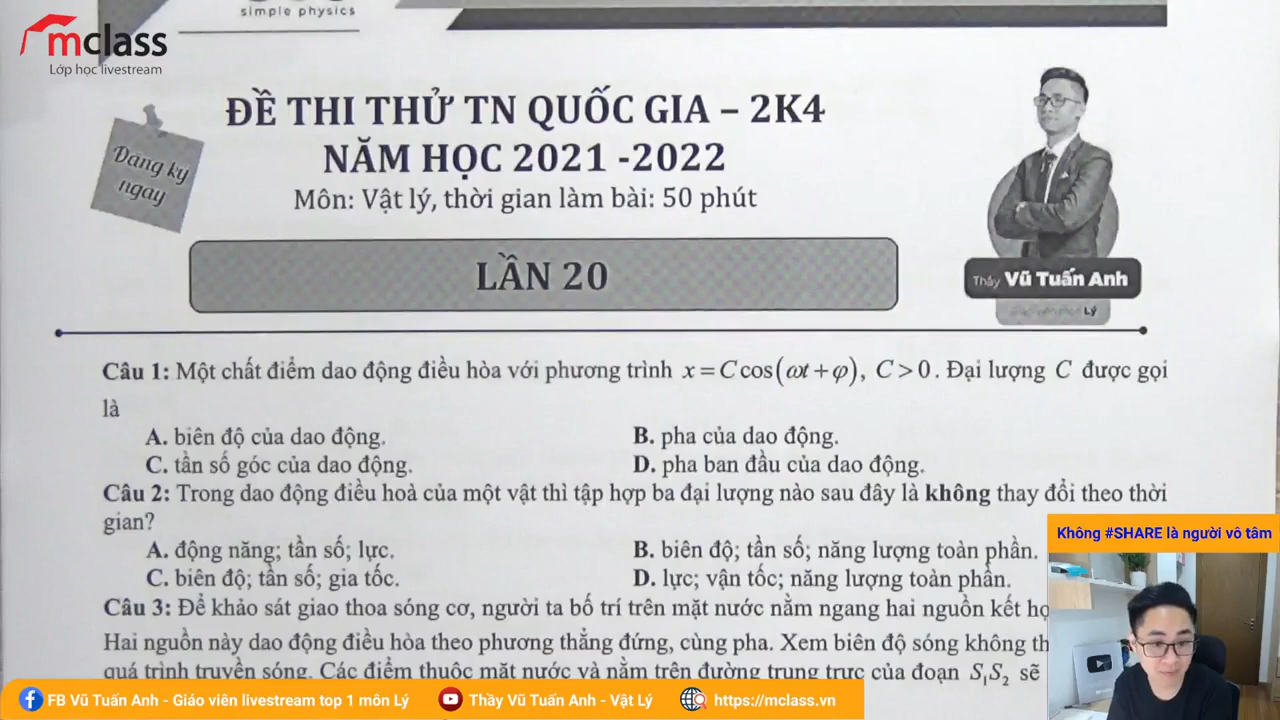 simple physics
mclass
Lớp học livestream
Đăng ký
ngay
ĐỀ THI THỬ TN QUỐC GIA – 2K4
NĂM HỌC 2021 -2022
Môn: Vật lý, thời gian làm bài: 50 phút
LẦN 20
Thầy Vũ Tuấn Anh
Lý
Câu 1: Một chất điểm dao động điều hòa với phương trình x = C cos(ωt + φ), C > 0. Đại lượng C được gọi
là
A. biên độ của dao động.
B. pha của dao động.
C. tần số góc của dao động.
D. pha ban đầu của dao động.
Câu 2: Trong dao động điều hoà của một vật thì tập hợp ba đại lượng nào sau đây là không thay đổi theo thời
gian?
A. động năng; tần số; lực.
B. biên độ; tần số; năng lượng toàn phần.
C. biên độ; tần số; gia tốc.
D. lực; vận tốc; năng lượng toàn phần.
Câu 3: Để khảo sát giao thoa sóng cơ, người ta bố trí trên mặt nước nằm ngang hai nguồn kết
Hai nguồn này dao động điều hòa theo phương thẳng đứng, cùng pha. Xem biên độ sóng không
quá trình truyền sóng. Các điểm thuộc mặt nước và nằm trên đường trung trực của đoạn S₁S₂ sẽ
Không #SHARE là người vô tâm
FB Vũ Tuấn Anh - Giáo viên livestream top 1 môn Lý
Thầy Vũ Tuấn Anh - Vật Lý
https://mclass.vn